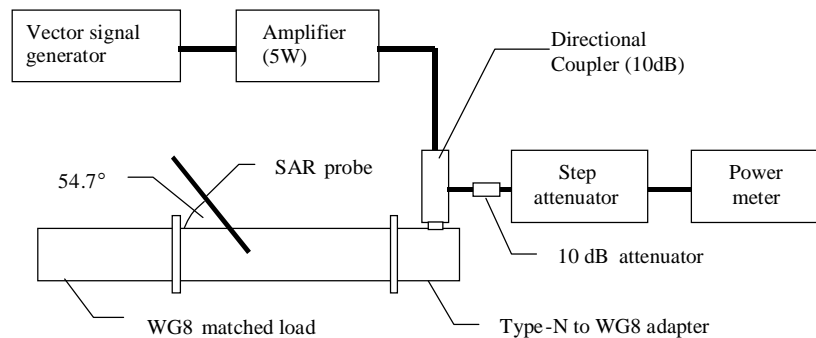 Vector signal
generator
Amplifier
(5W)
Directional
Coupler (10dB)
54.7°
SAR probe
Step
attenuator
Power
meter
10 dB attenuator
WG8 matched load
Type-N to WG8 adapter